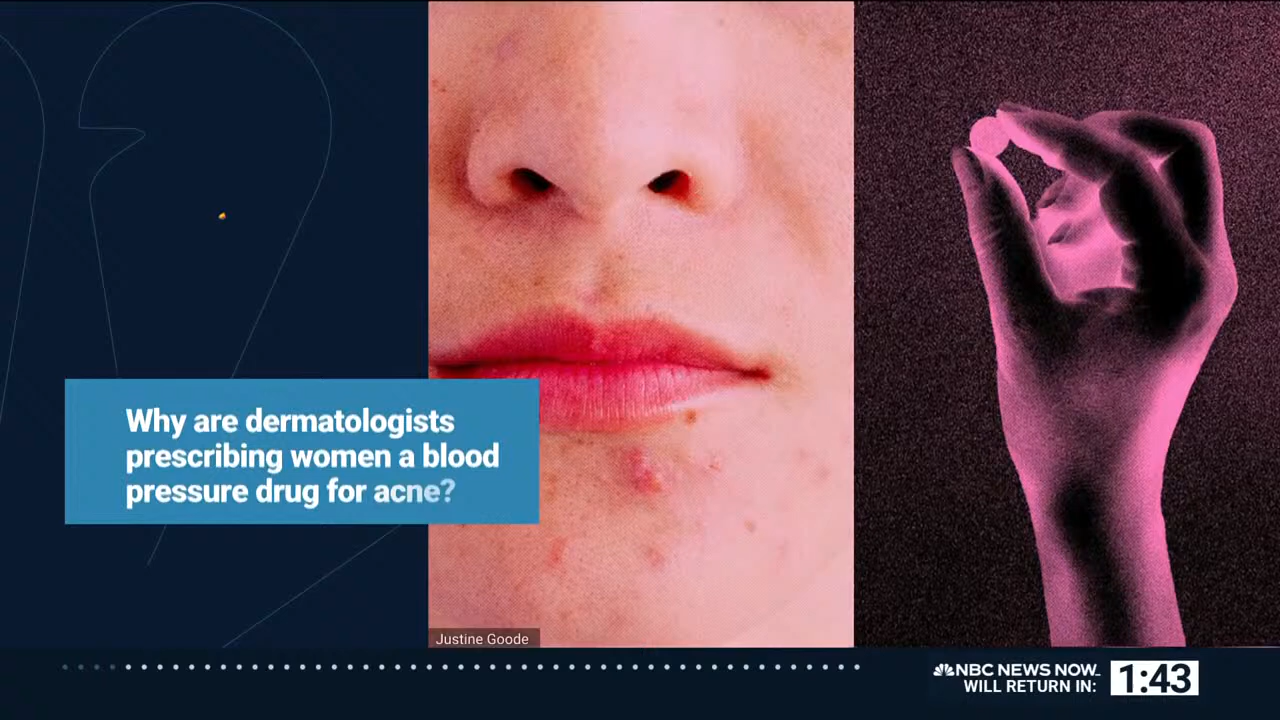 Why are dermatologists
prescribing women a blood
pressure drug for acne?
Justine Goode
NBC NEWS NOW
WILL RETURN IN:
1:43